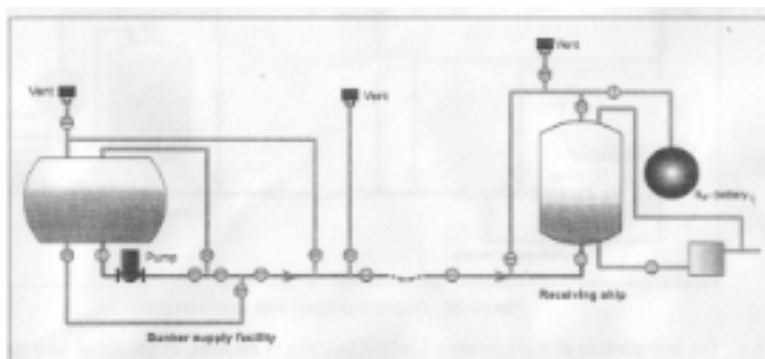 Vent
Vent
Vent
Pump
Receiving ship
Bunker supply facility